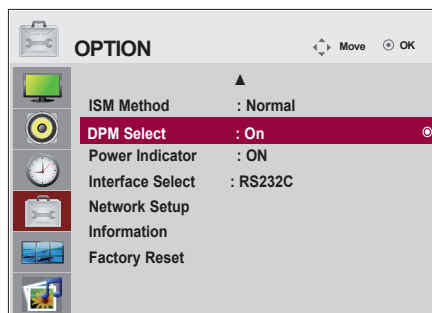 OPTION Move OK
ISM Method : Normal
DPM Select : On
Power Indicator : ON
Interface Select : RS232C
Network Setup
Information
Factory Reset